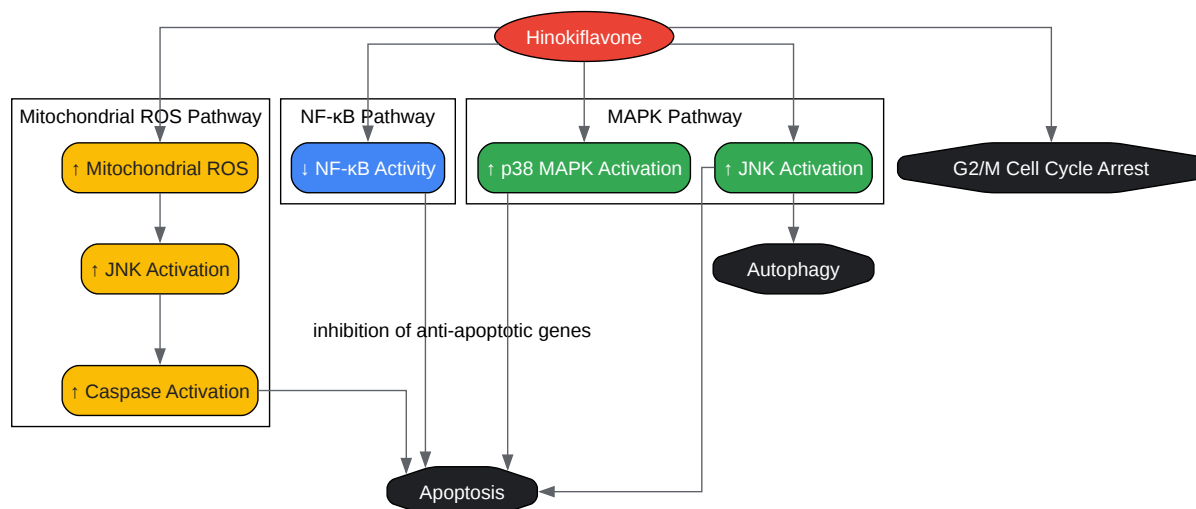 Hinokiflavone
Mitochondrial ROS Pathway
NF-κB Pathway
MAPK Pathway
↑ Mitochondrial ROS
↓ NF-κB Activity
↑ p38 MAPK Activation
↑ JNK Activation
G2/M Cell Cycle Arrest
↑ JNK Activation
Autophagy
inhibition of anti-apoptotic genes
↑ Caspase Activation
Apoptosis